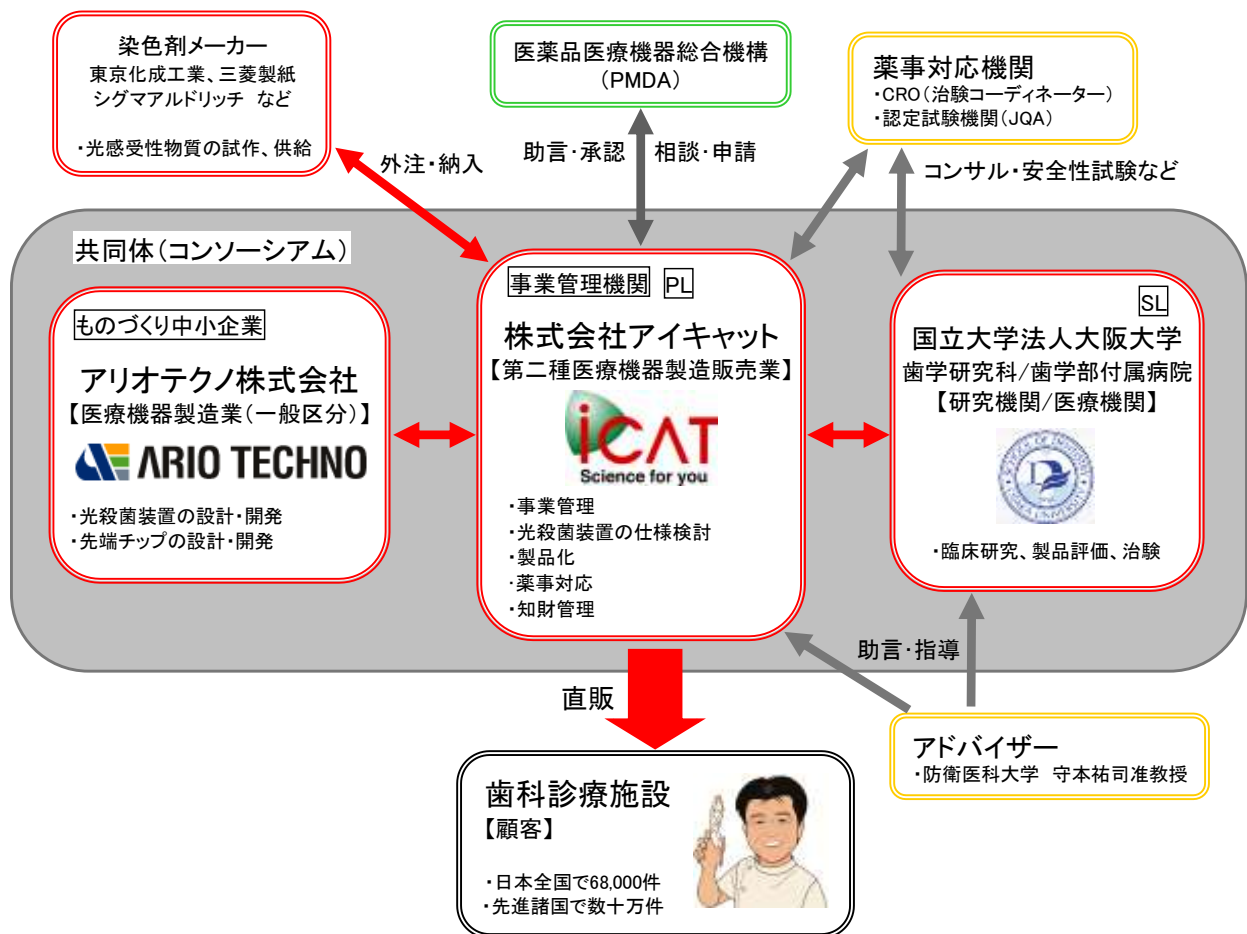 染色剤メーカー
東京化成工業、三菱製紙
シグマアルドリッチ など
・光感受性物質の試作、供給
医薬品医療機器総合機構
(PMDA)
薬事対応機関
・CRO(治験コーディネーター)
・認定試験機関(JQA)
外注・納入
助言・承認
相談・申請
コンサル・安全性試験など
共同体(コンソーシアム)
ものづくり中小企業
アリオテクノ株式会社
【医療機器製造業(一般区分)】
ARIO TECHNO
・光殺菌装置の設計・開発
・先端チップの設計・開発
事業管理機関 PL
株式会社アイキャット
【第二種医療機器製造販売業】
iCAT
Science for you
・事業管理
・光殺菌装置の仕様検討
・製品化
・薬事対応
・知財管理
SL
国立大学法人大阪大学
歯学研究科/歯学部付属病院
【研究機関/医療機関】
・臨床研究、製品評価、治験
助言・指導
直販
アドバイザー
・防衛医科大学 守本祐司准教授
歯科診療施設
【顧客】
・日本全国で68,000件
・先進諸国で数十万件